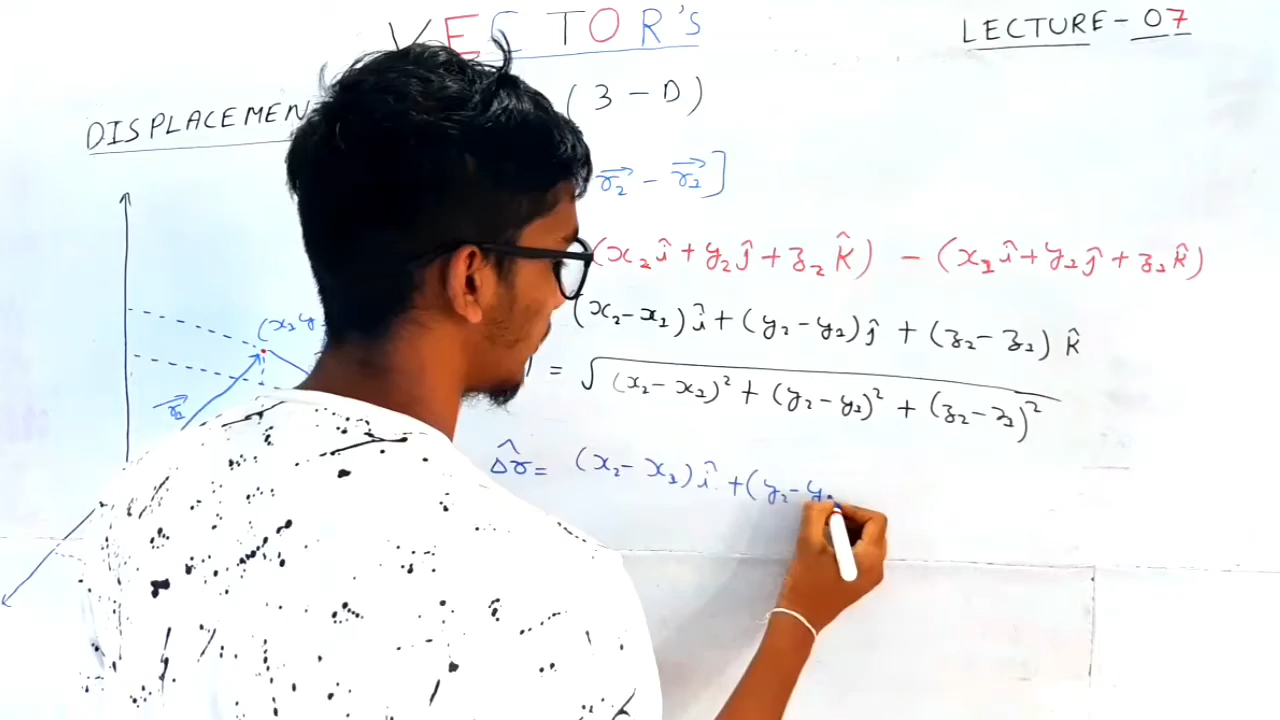 VECTOR'S
LECTURE - 07
DISPLACEMEN
(3 - D)
r₂⃗ - r₁⃗]
(x₂î + y₂ĵ + z₂k̂) - (x₁î + y₁ĵ + z₁k̂)
(x₂ - x₁)î + (y₂ - y₁)ĵ + (z₂ - z₁)k̂
= √(x₂ - x₁)² + (y₂ - y₁)² + (z₂ - z₁)²
Δr̂ = (x₂ - x₁)î + (y₂ - y